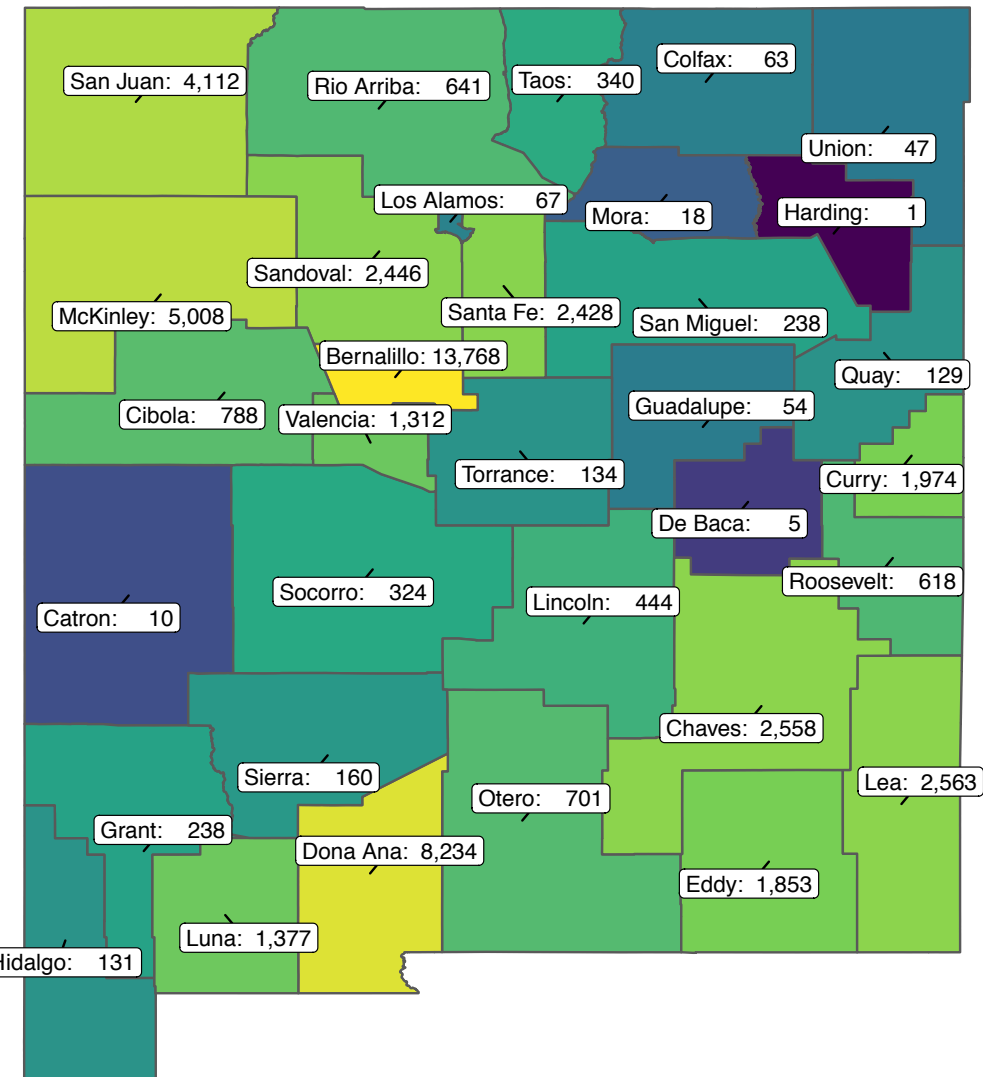 Colfax: 63
San Juan: 4,112
Rio Arriba: 641
Taos: 340
Union: 47
Los Alamos: 67
Mora: 18
Harding: 1
Sandoval: 2,446
McKinley: 5,008
Santa Fe: 2,428
San Miguel: 238
Bernalillo: 13,768
Quay: 129
Cibola: 788
Valencia: 1,312
Guadalupe: 54
Torrance: 134
Curry: 1,974
De Baca: 5
Socorro: 324
Roosevelt: 618
Catron: 10
Lincoln: 444
Chaves: 2,558
Sierra: 160
Otero: 701
Lea: 2,563
Grant: 238
Dona Ana: 8,234
Eddy: 1,853
Luna: 1,377
Hidalgo: 131